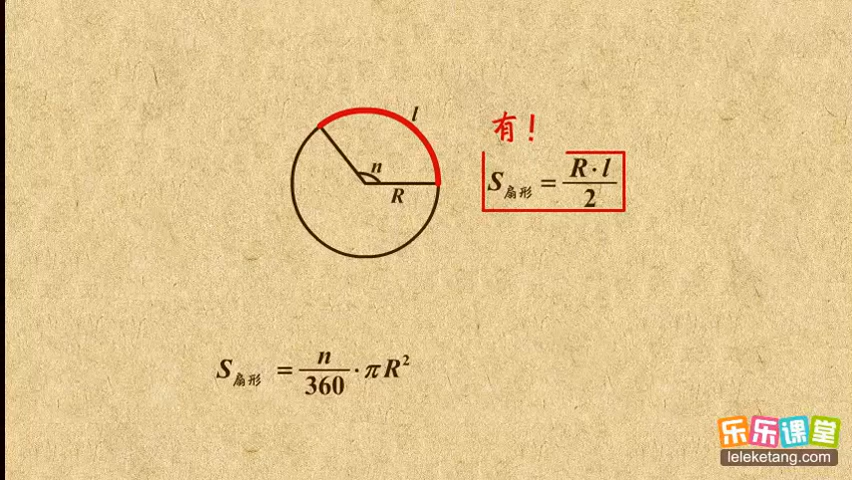 l
有！
n
R
S扇形 = R·l/2
S扇形 = n/360 · πR²
乐乐课堂
leleketang.com